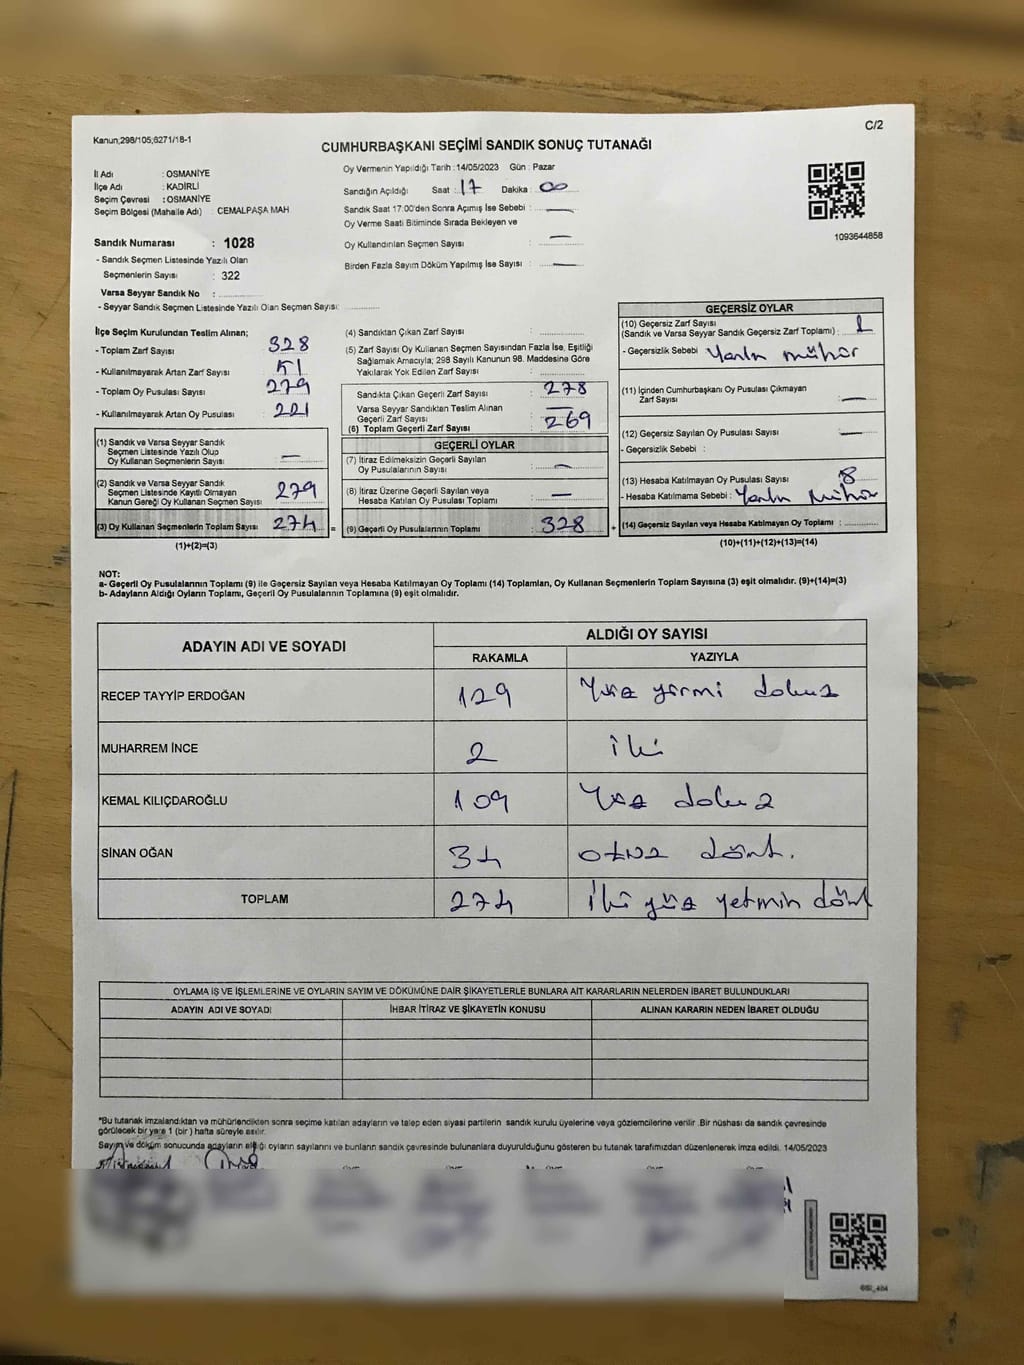 C/2
Kanun;298/105;6271/18-1
CUMHURBAŞKANI SEÇİMİ SANDIK SONUÇ TUTANAĞI
İl Adı : OSMANİYE
İlçe Adı : KADİRLİ
Seçim Çevresi : OSMANİYE
Seçim Bölgesi (Mahalle Adı) : CEMALPAŞA MAH
Sandık Numarası : 1028
- Sandık Seçmen Listesinde Yazılı Olan
Seçmenlerin Sayısı : 322
Varsa Seyyar Sandık No :
- Seyyar Sandık Seçmen Listesinde Yazılı Olan Seçmen Sayısı:
Oy Vermenin Yapıldığı Tarih : 14/05/2023 Gün : Pazar
Sandığın Açıldığı Saat : 17 Dakika : 00
Sandık Saat 17:00'den Sonra Açımış İse Sebebi : —
Oy Verme Saati Bitiminde Sırada Bekleyen ve
Oy Kullandırılan Seçmen Sayısı : —
Birden Fazla Sayım Döküm Yapılmış İse Sayısı : —
1093644858
İlçe Seçim Kurulundan Teslim Alınan;
- Toplam Zarf Sayısı : 328
- Kullanılmayarak Artan Zarf Sayısı :
- Toplam Oy Pusulası Sayısı : 279
- Kullanılmayarak Artan Oy Pusulası : 221
(1) Sandık ve Varsa Seyyar Sandık
Seçmen Listesinde Yazılı Olup
Oy Kullanan Seçmenlerin Sayısı : —
(2) Sandık ve Varsa Seyyar Sandık
Seçmen Listesinde Kayıtlı Olmayan
Kanun Gereği Oy Kullanan Seçmen Sayısı : 279
(3) Oy Kullanan Seçmenlerin Toplam Sayısı : 274 =
(1)+(2)=(3)
(4) Sandıktan Çıkan Zarf Sayısı :
(5) Zarf Sayısı Oy Kullanan Seçmen Sayısından Fazla İse, Eşitliği
Sağlamak Amacıyla; 298 Sayılı Kanunun 98. Maddesine Göre
Yakılarak Yok Edilen Zarf Sayısı :
Sandıkta Çıkan Geçerli Zarf Sayısı : 278
Varsa Seyyar Sandıktan Teslim Alınan
Geçerli Zarf Sayısı : —
(6) Toplam Geçerli Zarf Sayısı : 269
GEÇERLİ OYLAR
(7) İtiraz Edilmeksizin Geçerli Sayılan
Oy Pusulalarının Sayısı : —
(8) İtiraz Üzerine Geçerli Sayılan veya
Hesaba Katılan Oy Pusulası Toplamı : —
(9) Geçerli Oy Pusulalarının Toplamı : 328 +
GEÇERSİZ OYLAR
(10) Geçersiz Zarf Sayısı
(Sandık ve Varsa Seyyar Sandık Geçersiz Zarf Toplamı) : 1
- Geçersizlik Sebebi : Yanlış mühür
(11) İçinden Cumhurbaşkanı Oy Pusulası Çıkmayan
Zarf Sayısı : —
(12) Geçersiz Sayılan Oy Pusulası Sayısı : —
- Geçersizlik Sebebi :
(13) Hesaba Katılmayan Oy Pusulası Sayısı : 8
- Hesaba Katılmama Sebebi : Yanlış Mühür
(14) Geçersiz Sayılan veya Hesaba Katılmayan Oy Toplamı :
(10)+(11)+(12)+(13)=(14)
NOT:
a- Geçerli Oy Pusulalarının Toplamı (9) ile Geçersiz Sayılan veya Hesaba Katılmayan Oy Toplamı (14) Toplamları, Oy Kullanan Seçmenlerin Toplam Sayısına (3) eşit olmalıdır. (9)+(14)=(3)
b- Adayların Aldığı Oyların Toplamı, Geçerli Oy Pusulalarının Toplamına (9) eşit olmalıdır.
ADAYIN ADI VE SOYADI ALDIĞI OY SAYISI
RAKAMLA YAZIYLA
RECEP TAYYİP ERDOĞAN 129 Yüz yirmi dokuz
MUHARREM İNCE 2 iki
KEMAL KILIÇDAROĞLU 109 Yüz dokuz
SİNAN OĞAN 34 otuz dört.
TOPLAM 274 iki yüz yetmiş dört
OYLAMA İŞ VE İŞLEMLERİNE VE OYLARIN SAYIM VE DÖKÜMÜNE DAİR ŞİKAYETLERLE BUNLARA AİT KARARLARIN NELERDEN İBARET BULUNDUKLARI
ADAYIN ADI VE SOYADI İHBAR İTİRAZ VE ŞİKAYETİN KONUSU ALINAN KARARIN NEDEN İBARET OLDUĞU
*Bu tutanak imzalandıktan ve mühürlendikten sonra seçime katılan adayların ve talep eden siyasi partilerin sandık kurulu üyelerine veya gözlemcilerine verilir .Bir nüshası da sandık çevresinde
görülecek bir yere 1 (bir ) hafta süreyle asılır.
Sayım ve döküm sonucunda adayların aldığı oyların sayılarını ve bunların sandık çevresinde bulunanlara duyurulduğunu gösteren bu tutanak tarafımızdan düzenlenerek imza edildi. 14/05/2023